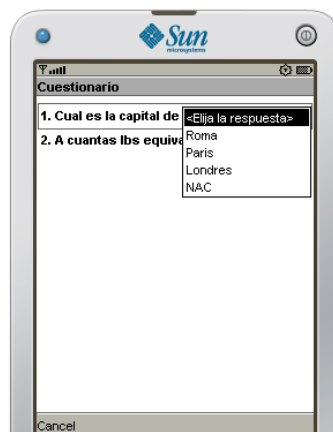 Sun
microsystems
Cuestionario
1. Cual es la capital de
<Elija la respuesta>
Roma
Paris
Londres
NAC
2. A cuantas lbs equiva
Cancel